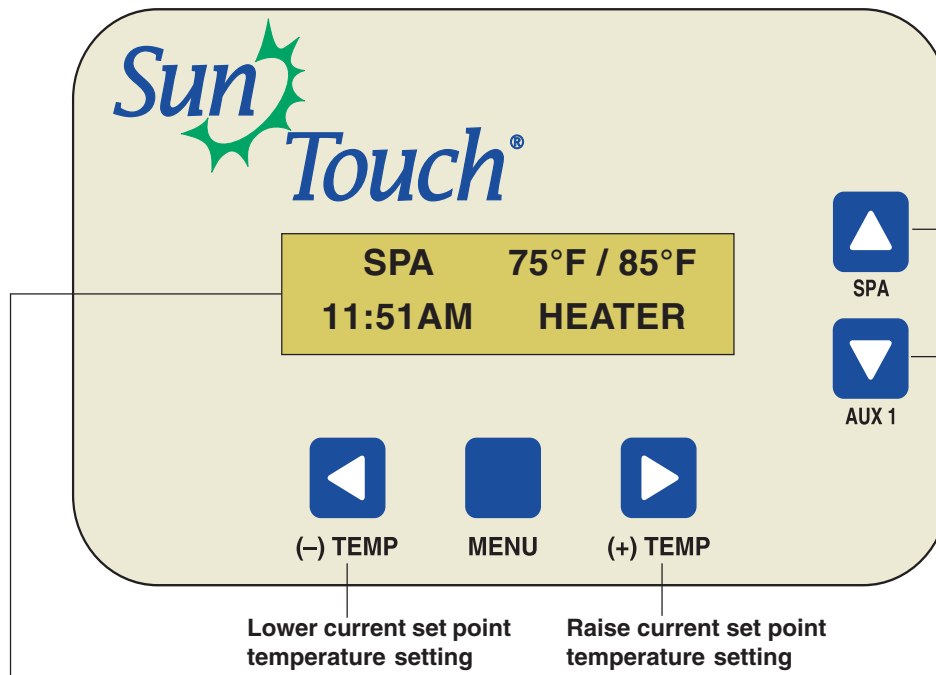 Sun
Touch®
SPA 75°F / 85°F
11:51AM HEATER
SPA
AUX 1
(–) TEMP MENU (+) TEMP
Lower current set point
temperature setting
Raise current set point
temperature setting